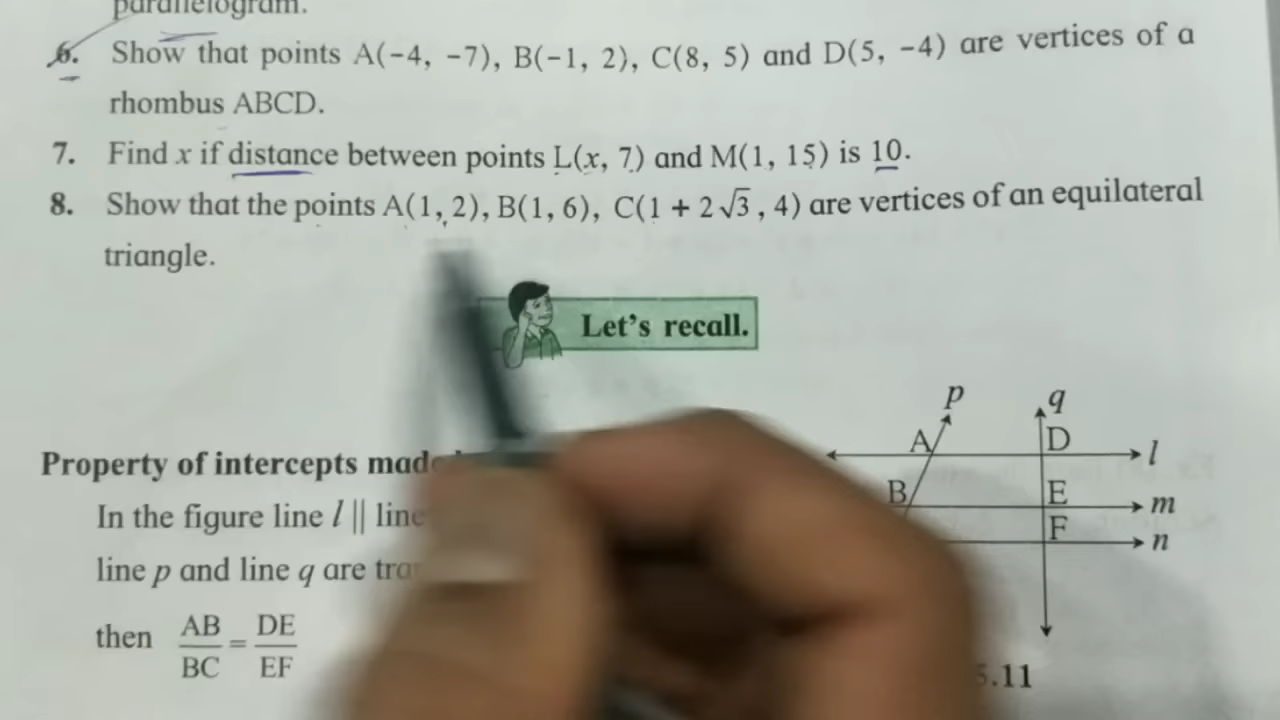 parallelogram.
6. Show that points A(−4, −7), B(−1, 2), C(8, 5) and D(5, −4) are vertices of a
rhombus ABCD.
7. Find x if distance between points L(x, 7) and M(1, 15) is 10.
8. Show that the points A(1, 2), B(1, 6), C(1 + 2√3, 4) are vertices of an equilateral
triangle.
Let's recall.
Property of intercepts
In the figure line l || line
line p and line q are
then AB/BC = DE/EF
p q
A D l
B E m
F n
.11